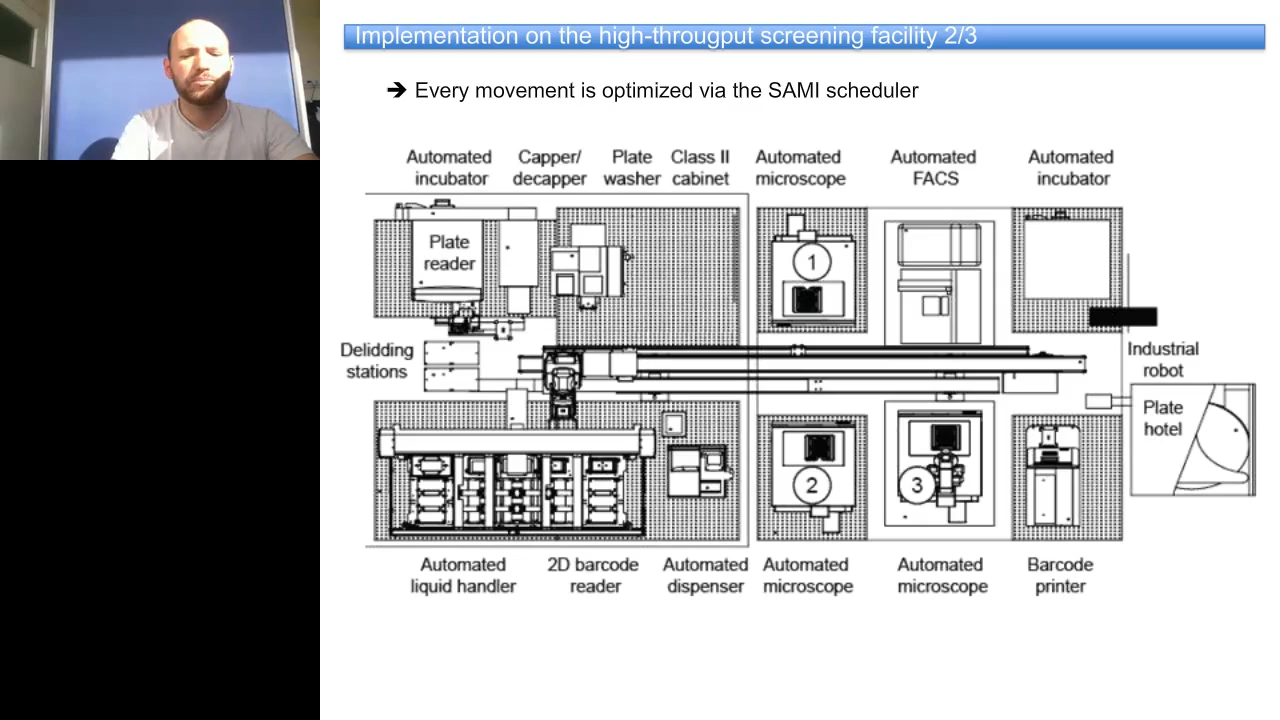 Implementation on the high-througput screening facility 2/3
➔ Every movement is optimized via the SAMI scheduler
Automated
incubator
Capper/
decapper
Plate
washer
Class II
cabinet
Automated
microscope
Automated
FACS
Automated
incubator
Plate
reader
1
Delidding
stations
Industrial
robot
Plate
hotel
2
3
Automated
liquid handler
2D barcode
reader
Automated
dispenser
Automated
microscope
Automated
microscope
Barcode
printer